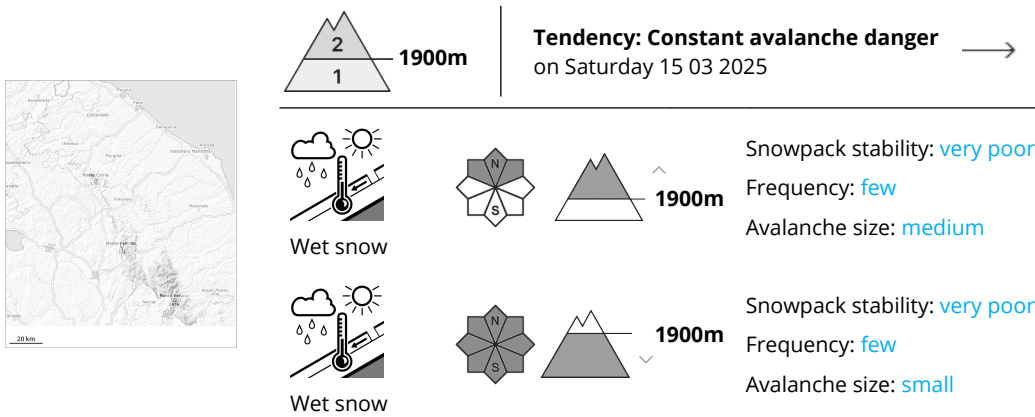 2
1
1900m
Tendency: Constant avalanche danger
on Saturday 15 03 2025
20 km
Wet snow
N
S
1900m
Snowpack stability: very poor
Frequency: few
Avalanche size: medium
Wet snow
N
S
1900m
Snowpack stability: very poor
Frequency: few
Avalanche size: small